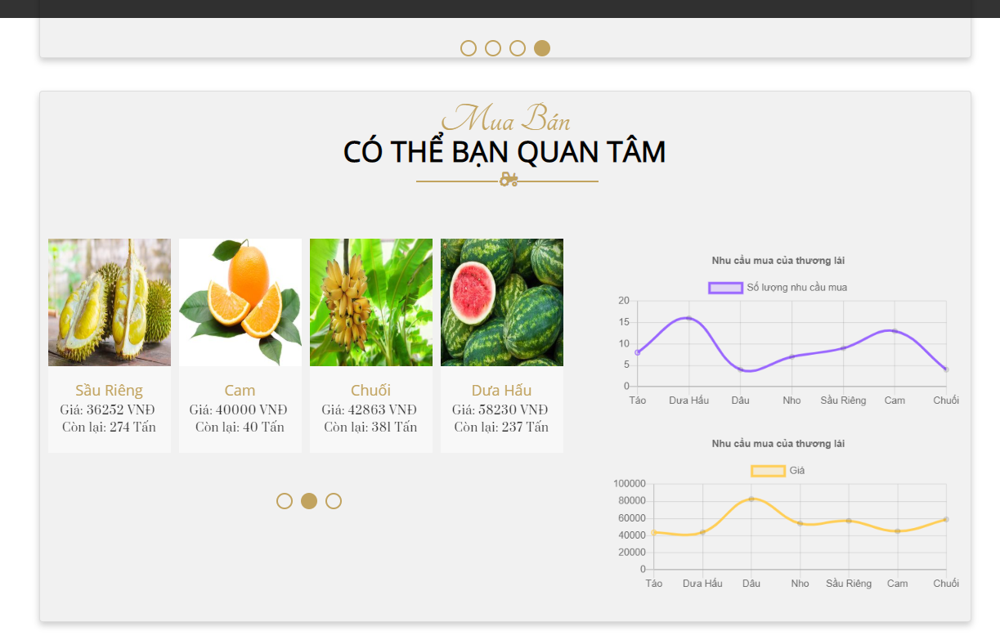 Mua Bán
CÓ THỂ BẠN QUAN TÂM
Sầu Riêng
Giá: 36252 VNĐ
Còn lại: 274 Tấn
Cam
Giá: 40000 VNĐ
Còn lại: 40 Tấn
Chuối
Giá: 42863 VNĐ
Còn lại: 381 Tấn
Dưa Hấu
Giá: 58230 VNĐ
Còn lại: 237 Tấn
Nhu cầu mua của thương lái
Số lượng nhu cầu mua
20
15
10
5
0
Táo Dưa Hấu Dâu Nho Sầu Riêng Cam Chuối
Nhu cầu mua của thương lái
Giá
100000
80000
60000
40000
20000
0
Táo Dưa Hấu Dâu Nho Sầu Riêng Cam Chuối